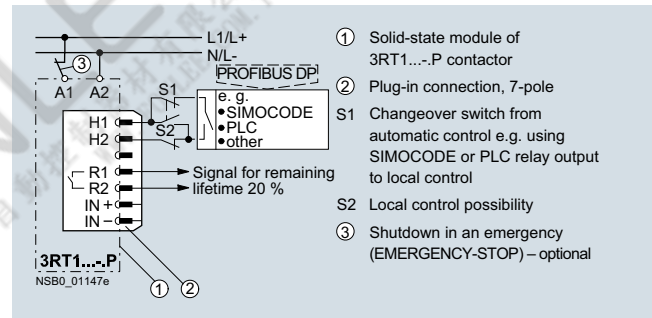 L1/L+
N/L-
③
PROFIBUS DP
A1 A2
S1
e. g.
●SIMOCODE
●PLC
●other
H1
H2
S2
R1
R2
Signal for remaining
lifetime 20 %
IN+
IN−
3RT1...-.P
NSB0_01147e
① ②
① Solid-state module of
3RT1...-.P contactor
② Plug-in connection, 7-pole
S1 Changeover switch from
automatic control e.g. using
SIMOCODE or PLC relay output
to local control
S2 Local control possibility
③ Shutdown in an emergency
(EMERGENCY-STOP) – optional